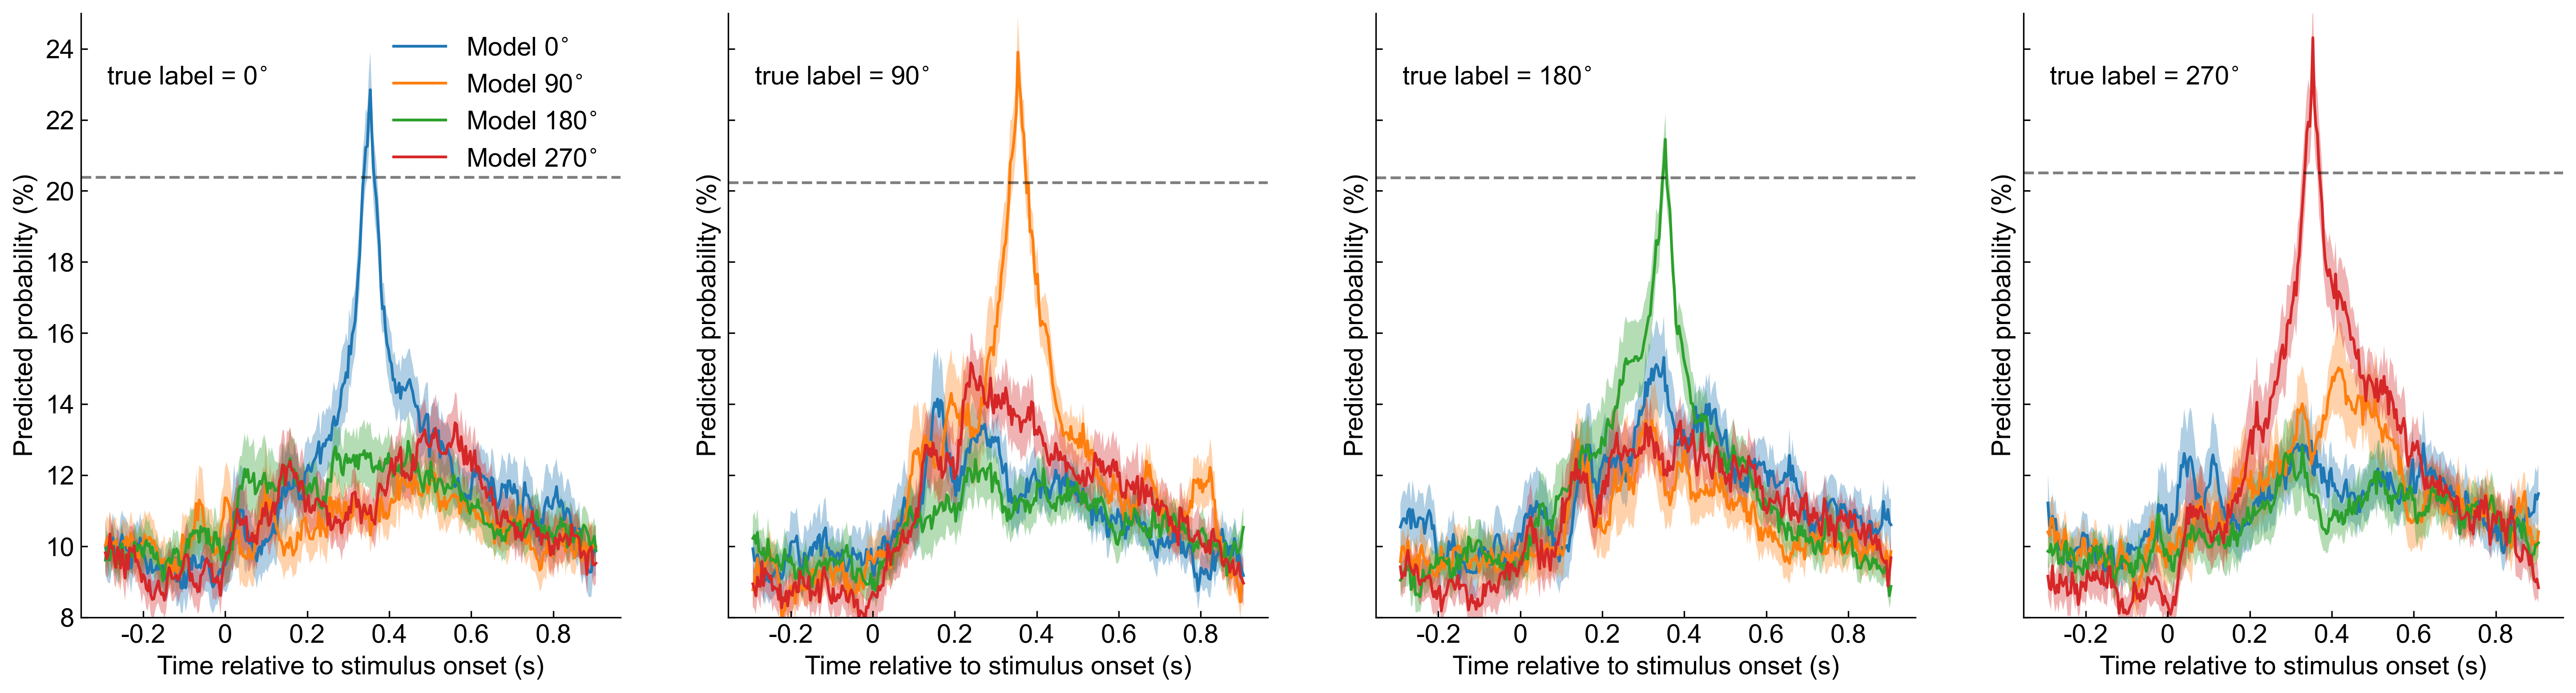 Predicted probability (%)
24
22
20
18
16
14
12
10
8
true label = 0°
Model 0°
Model 90°
Model 180°
Model 270°
-0.2 0 0.2 0.4 0.6 0.8
Time relative to stimulus onset (s)
Predicted probability (%)
true label = 90°
-0.2 0 0.2 0.4 0.6 0.8
Time relative to stimulus onset (s)
Predicted probability (%)
true label = 180°
-0.2 0 0.2 0.4 0.6 0.8
Time relative to stimulus onset (s)
Predicted probability (%)
true label = 270°
-0.2 0 0.2 0.4 0.6 0.8
Time relative to stimulus onset (s)